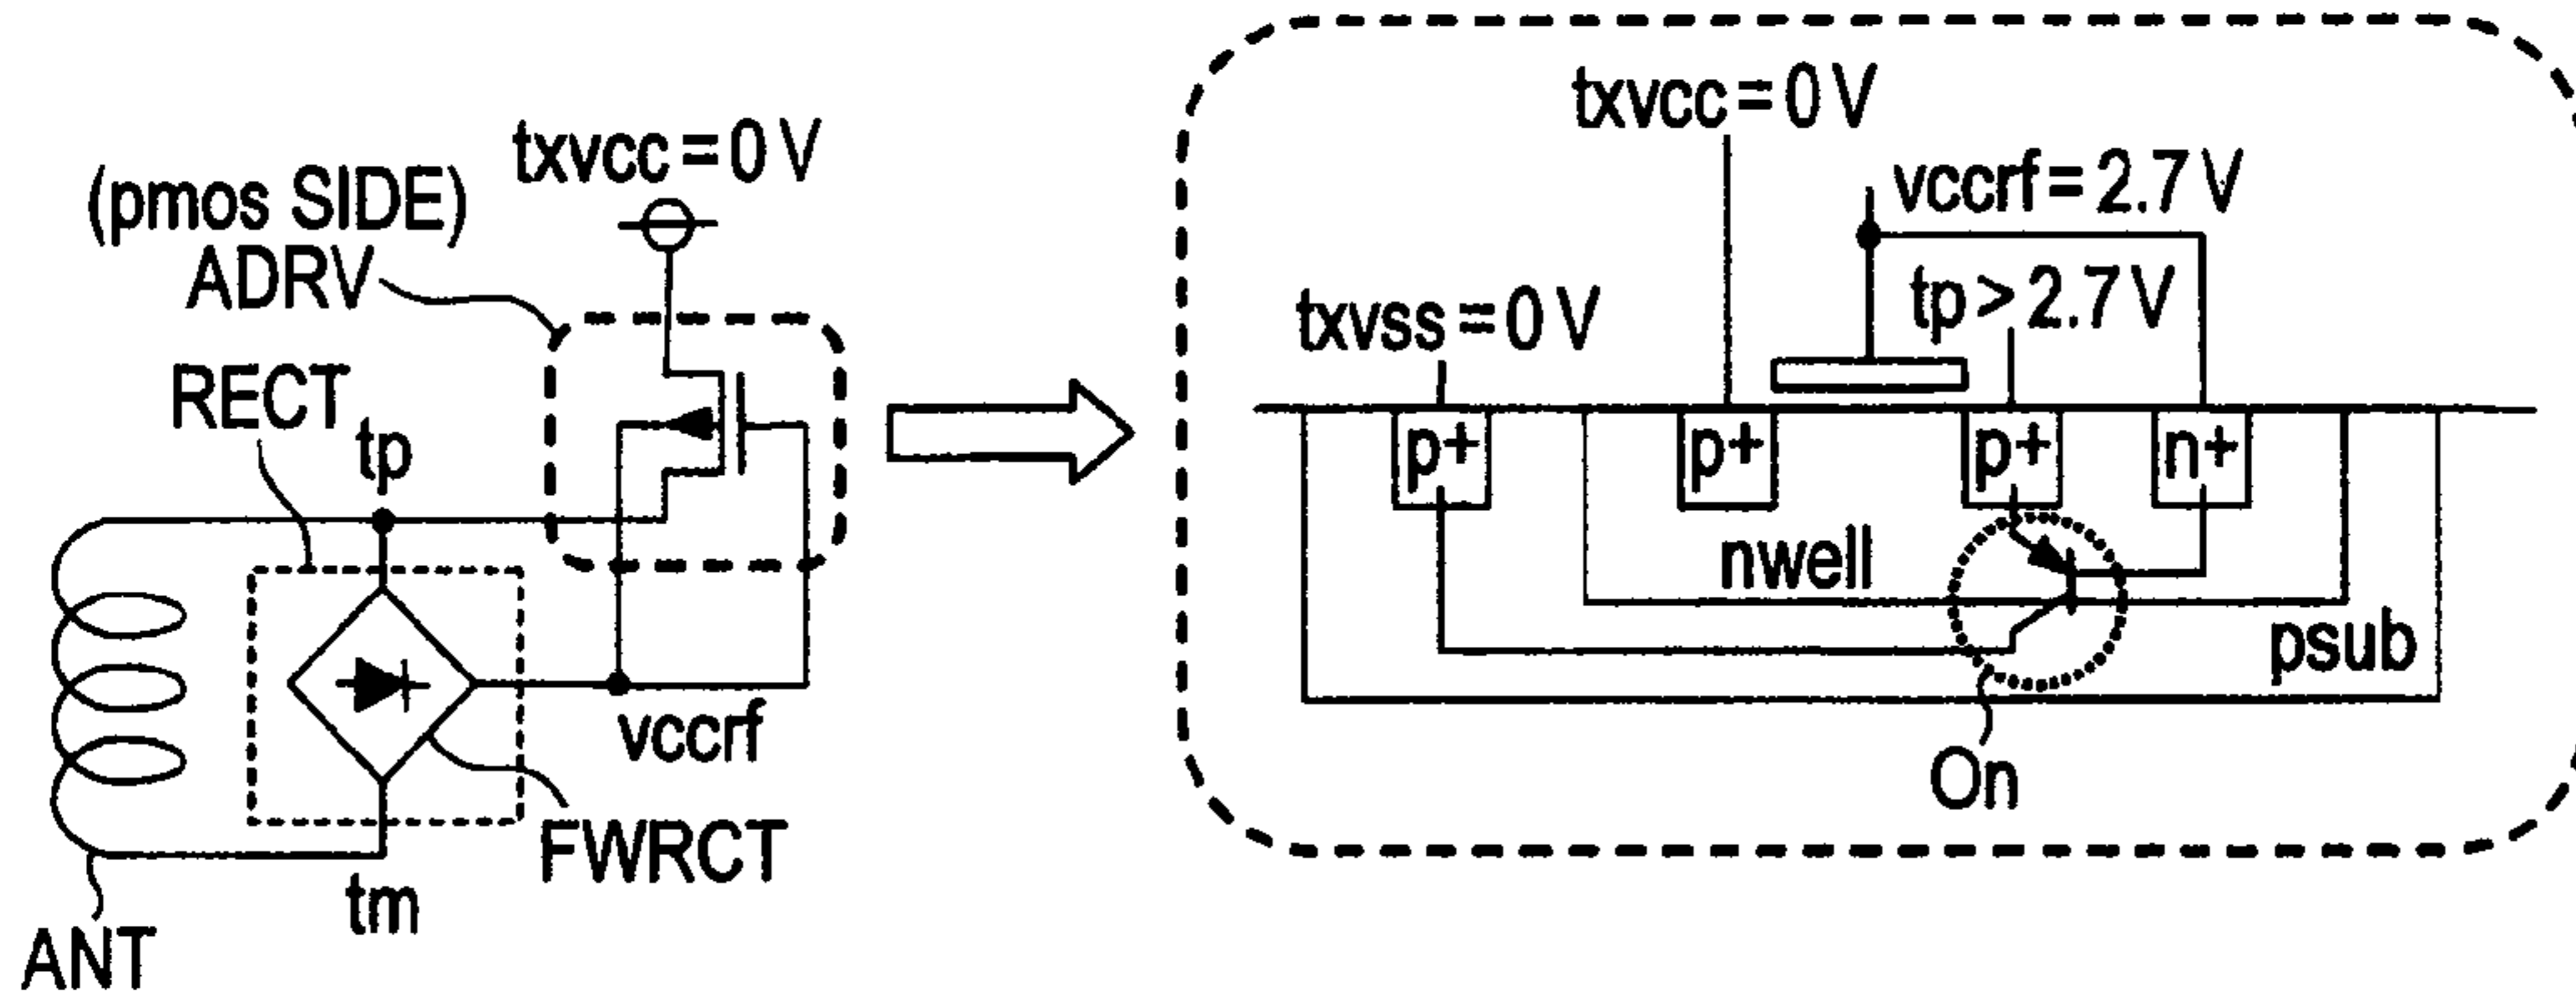 (pmos SIDE)
ADRV
txvcc = 0 V
RECT
tp
vccrf
FWRCT
tm
ANT
txvcc = 0 V
vccrf = 2.7 V
tp > 2.7 V
txvss = 0 V
p+
p+
p+
n+
nwell
psub
On